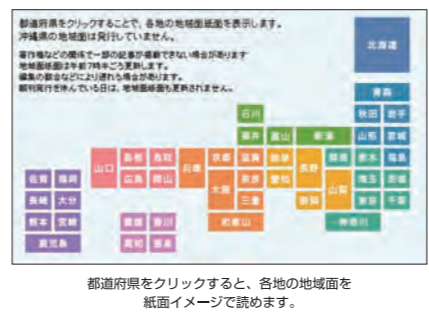 都道府県をクリックすることで、各地の地域面紙面を表示します。
沖縄県の地域面は発行していません。
著作権などの関係で一部の記事が掲載できない場合があります
地域面紙面は午前7時半ごろ更新します。
編集の都合などにより遅れる場合があります。
朝刊発行を休んでいる日は、地域面紙面も更新されません。
北海道
青森
石川 秋田 岩手
福井 富山 新潟 山形 宮城
山口 島根 鳥取 兵庫 京都 滋賀 岐阜 長野 群馬 栃木 福島
佐賀 福岡 広島 岡山 大阪 奈良 愛知 山梨 埼玉 茨城
長崎 大分 三重 静岡 東京 千葉
熊本 宮崎 愛媛 香川 和歌山 神奈川
鹿児島 高知 徳島
都道府県をクリックすると、各地の地域面を
紙面イメージで読めます。